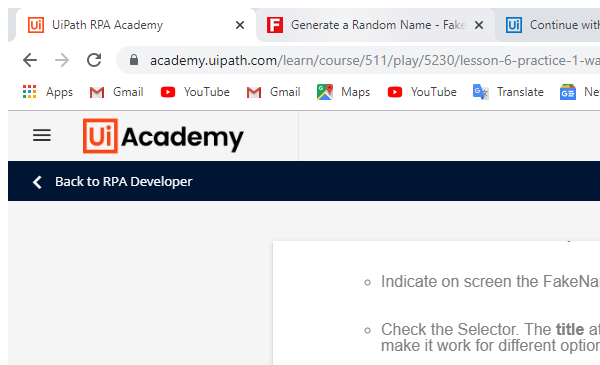 UiPath RPA Academy
Generate a Random Name - Fake
Continue with
academy.uipath.com/learn/course/511/play/5230/lesson-6-practice-1-wa
Apps Gmail YouTube Gmail Maps YouTube Translate Ne
Ui Academy
Back to RPA Developer
Indicate on screen the FakeNa
Check the Selector. The title at
make it work for different option